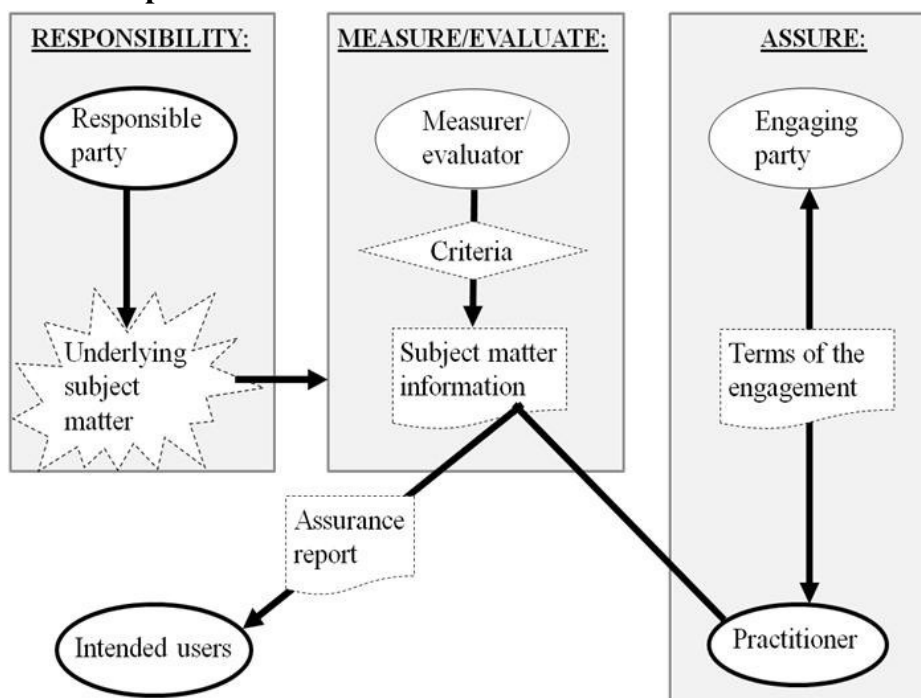 RESPONSIBILITY:
Responsible
party
Underlying
subject
matter
MEASURE/EVALUATE:
Measurer/
evaluator
Criteria
Subject matter
information
ASSURE:
Engaging
party
Terms of the
engagement
Practitioner
Assurance
report
Intended users